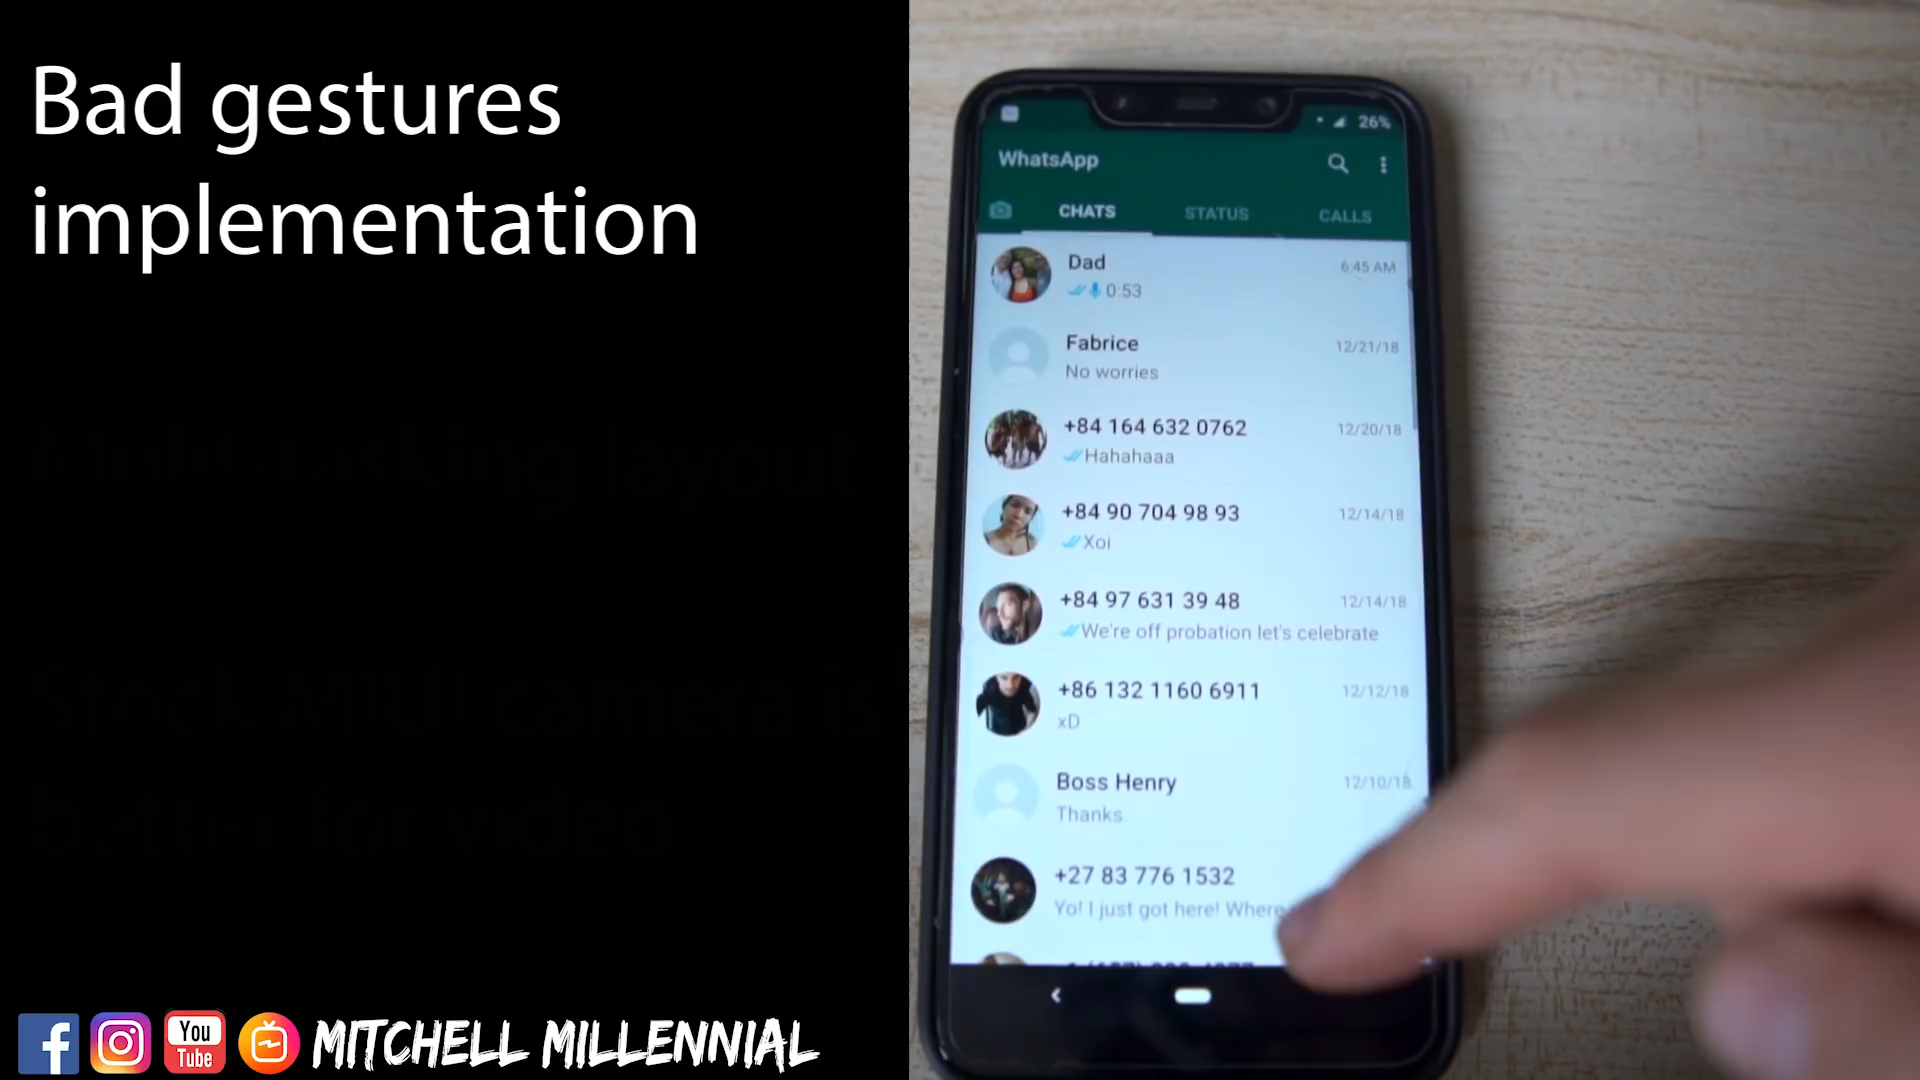 Bad gestures
implementation
26%
WhatsApp
CHATS STATUS CALLS
Dad 6:45 AM
0:53
Fabrice 12/21/18
No worries
+84 164 632 0762 12/20/18
Hahahaaa
+84 90 704 98 93 12/14/18
Xoi
+84 97 631 39 48 12/14/18
We're off probation let's celebrate
+86 132 1160 6911 12/12/18
xD
Boss Henry 12/10/18
Thanks.
+27 83 776 1532
Yo! I just got here! Where
You
Tube
MITCHELL MILLENNIAL